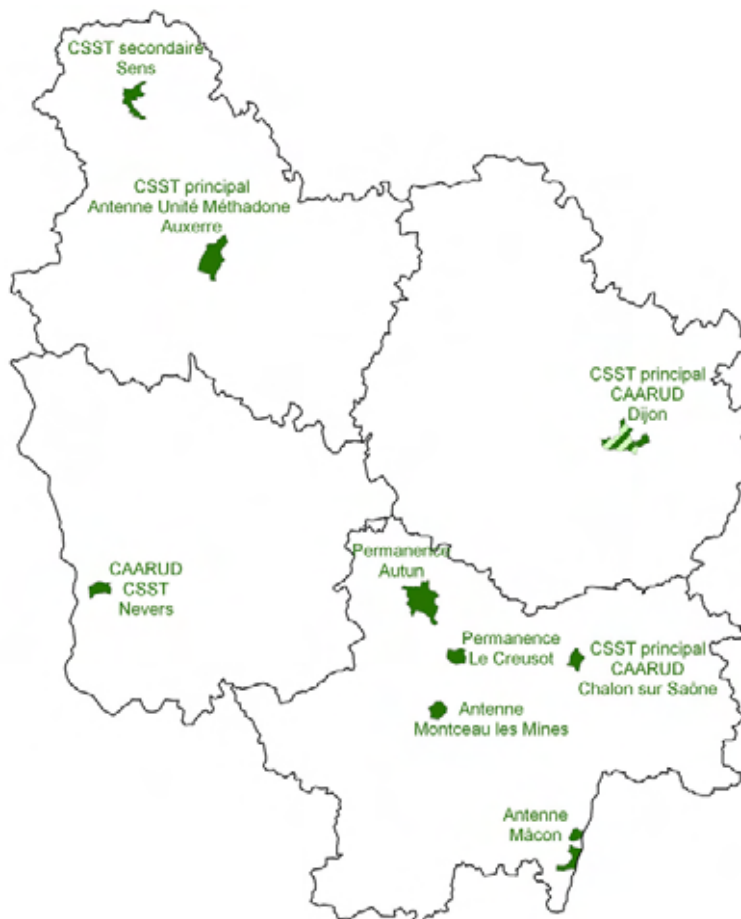 CSST secondaire
Sens
CSST principal
Antenne Unité Méthadone
Auxerre
CSST principal
CAARUD
Dijon
CAARUD
CSST
Nevers
Permanence
Autun
Permanence
Le Creusot
CSST principal
CAARUD
Chalon sur Saône
Antenne
Montceau les Mines
Antenne
Mâcon